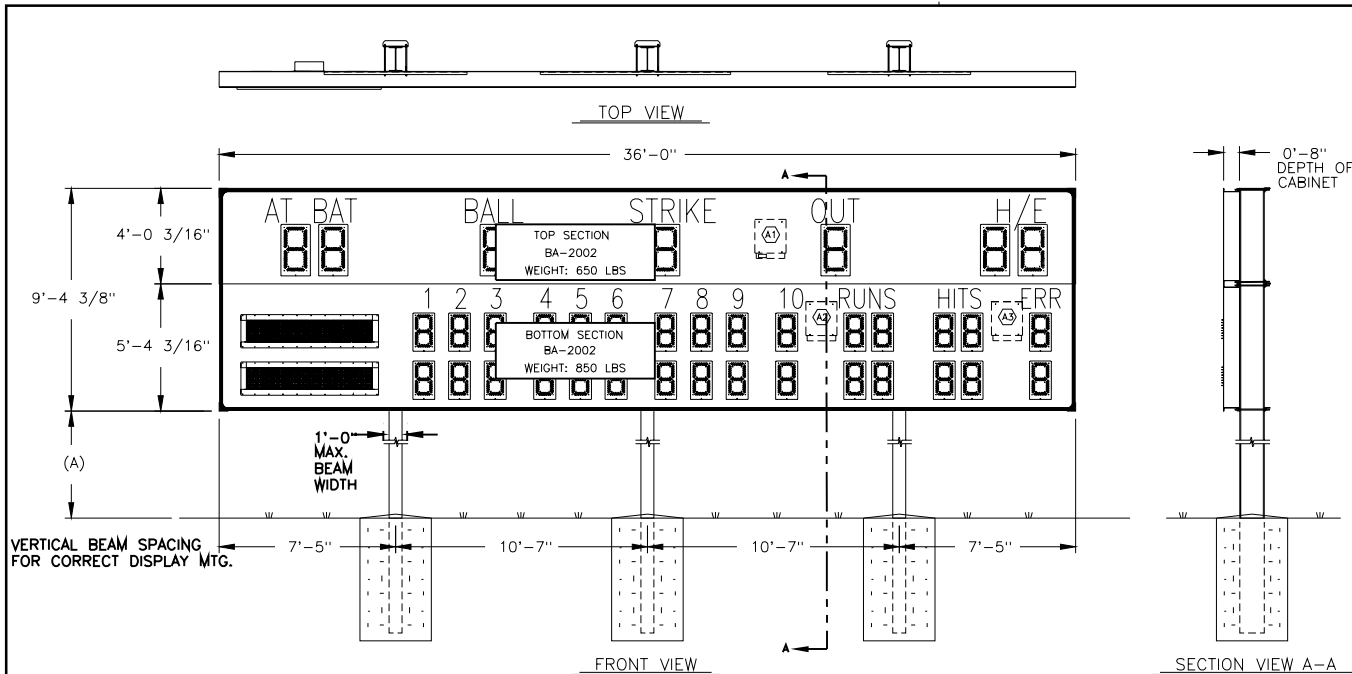 TOP VIEW
36'-0"
A
0'-8"
DEPTH OF
CABINET
AT BAT BALL STRIKE OUT H/E
4'-0 3/16"
TOP SECTION
BA-2002
WEIGHT: 650 LBS
A1
9'-4 3/8"
1 2 3 4 5 6 7 8 9 10 RUNS HITS ERR
A2
A3
5'-4 3/16"
BOTTOM SECTION
BA-2002
WEIGHT: 850 LBS
1'-0"
MAX.
BEAM
WIDTH
(A)
VERTICAL BEAM SPACING
FOR CORRECT DISPLAY MTG.
7'-5" 10'-7" 10'-7" 7'-5"
A
FRONT VIEW
SECTION VIEW A-A